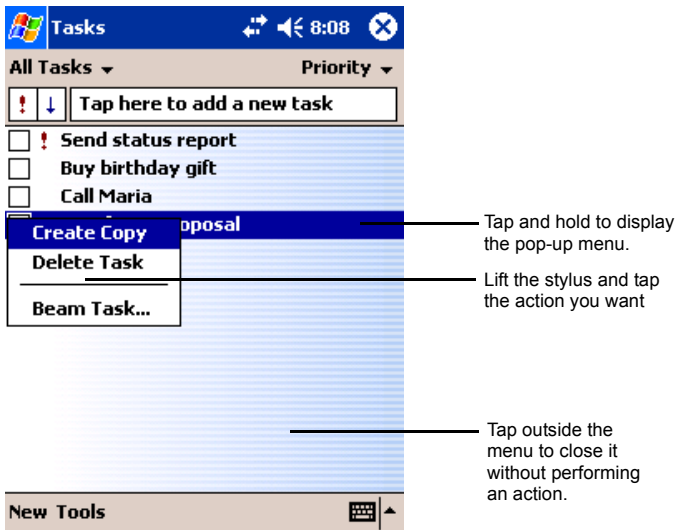 Tasks 8:08
All Tasks Priority
! ↓ Tap here to add a new task
! Send status report
Buy birthday gift
Call Maria
oposal
Create Copy
Delete Task
Beam Task...
New Tools
Tap and hold to display
the pop-up menu.
Lift the stylus and tap
the action you want
Tap outside the
menu to close it
without performing
an action.